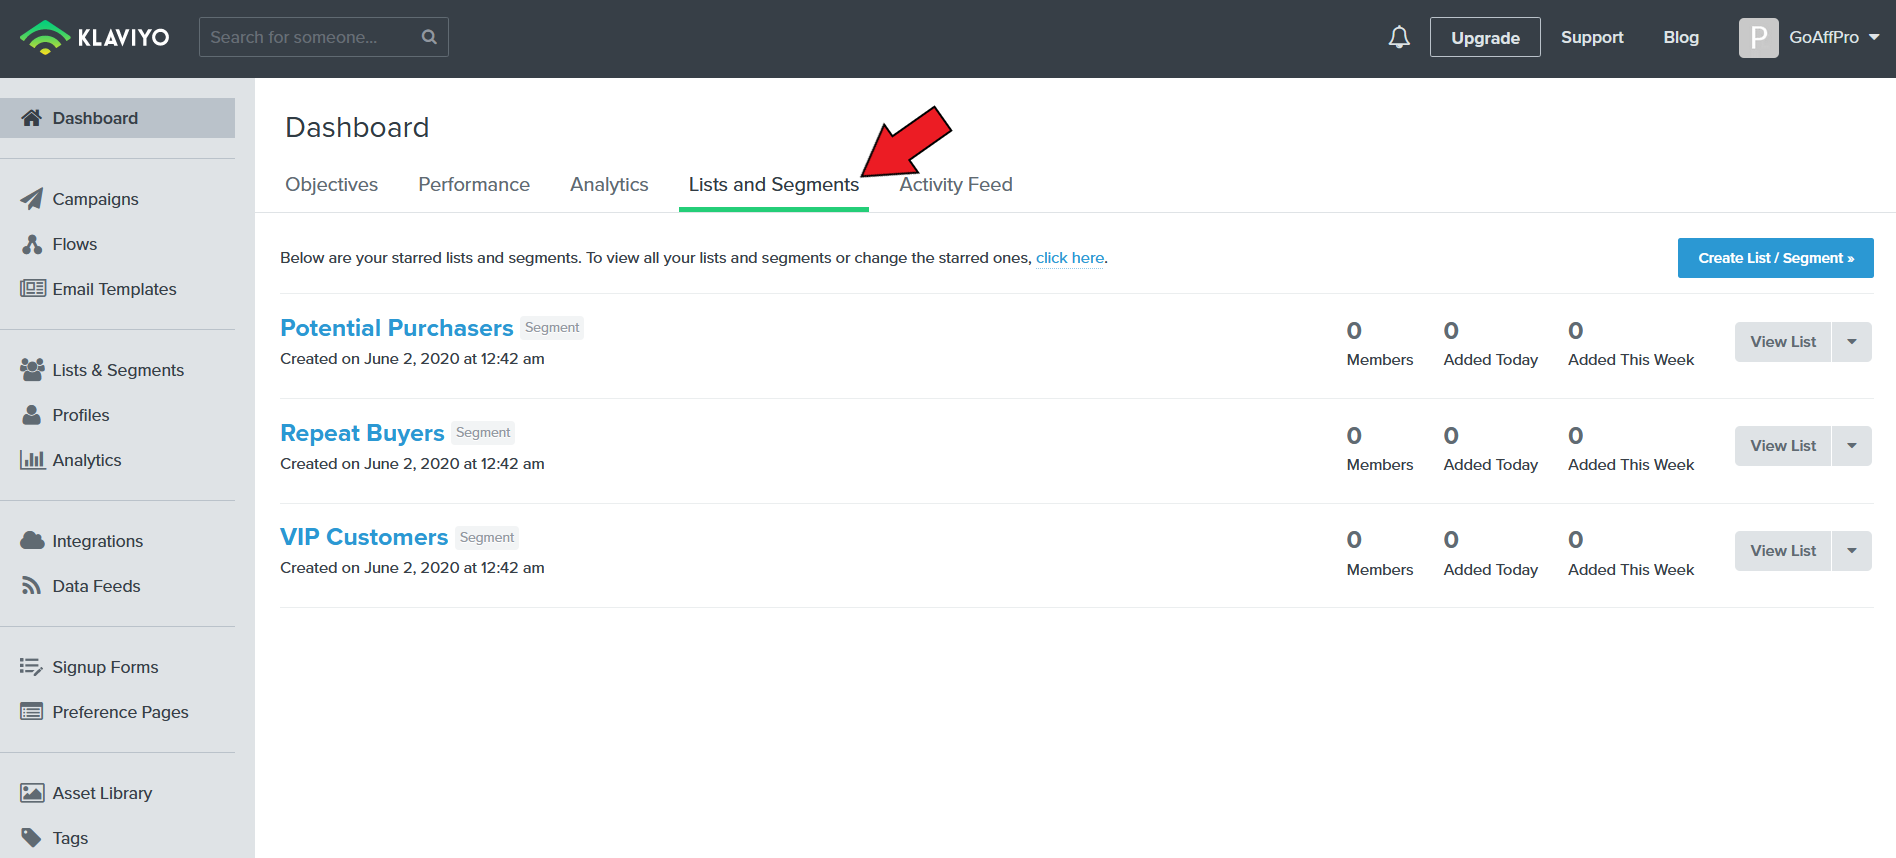 KLAVIYO
Search for someone...
Upgrade
Support
Blog
P
GoAffPro
Dashboard
Campaigns
Flows
Email Templates
Lists & Segments
Profiles
Analytics
Integrations
Data Feeds
Signup Forms
Preference Pages
Asset Library
Tags
Dashboard
Objectives Performance Analytics Lists and Segments Activity Feed
Below are your starred lists and segments. To view all your lists and segments or change the starred ones, click here.
Create List / Segment »
Potential Purchasers Segment
Created on June 2, 2020 at 12:42 am
0 0 0
Members Added Today Added This Week
View List
Repeat Buyers Segment
Created on June 2, 2020 at 12:42 am
0 0 0
Members Added Today Added This Week
View List
VIP Customers Segment
Created on June 2, 2020 at 12:42 am
0 0 0
Members Added Today Added This Week
View List